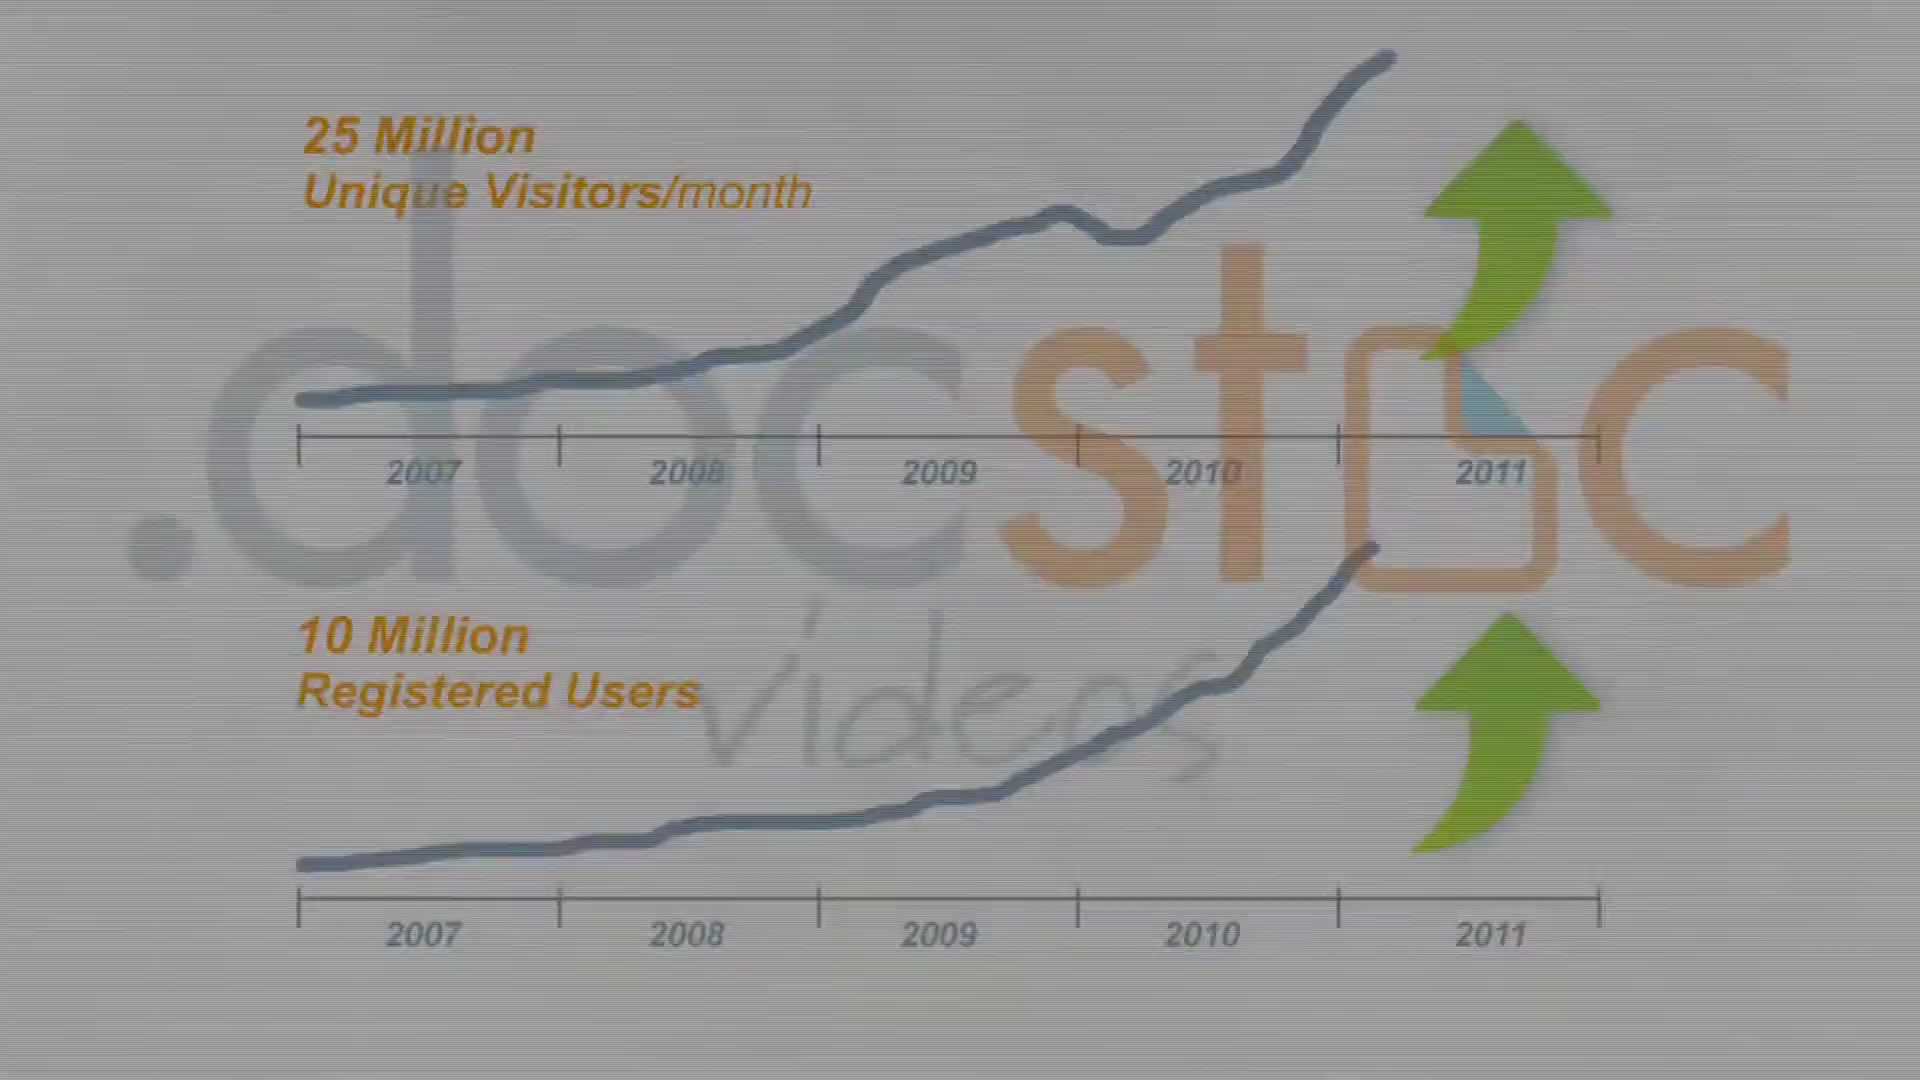 25 Million
Unique Visitors/month
2007 2008 2009 2010 2011
.docstoc
videos
10 Million
Registered Users
2007 2008 2009 2010 2011